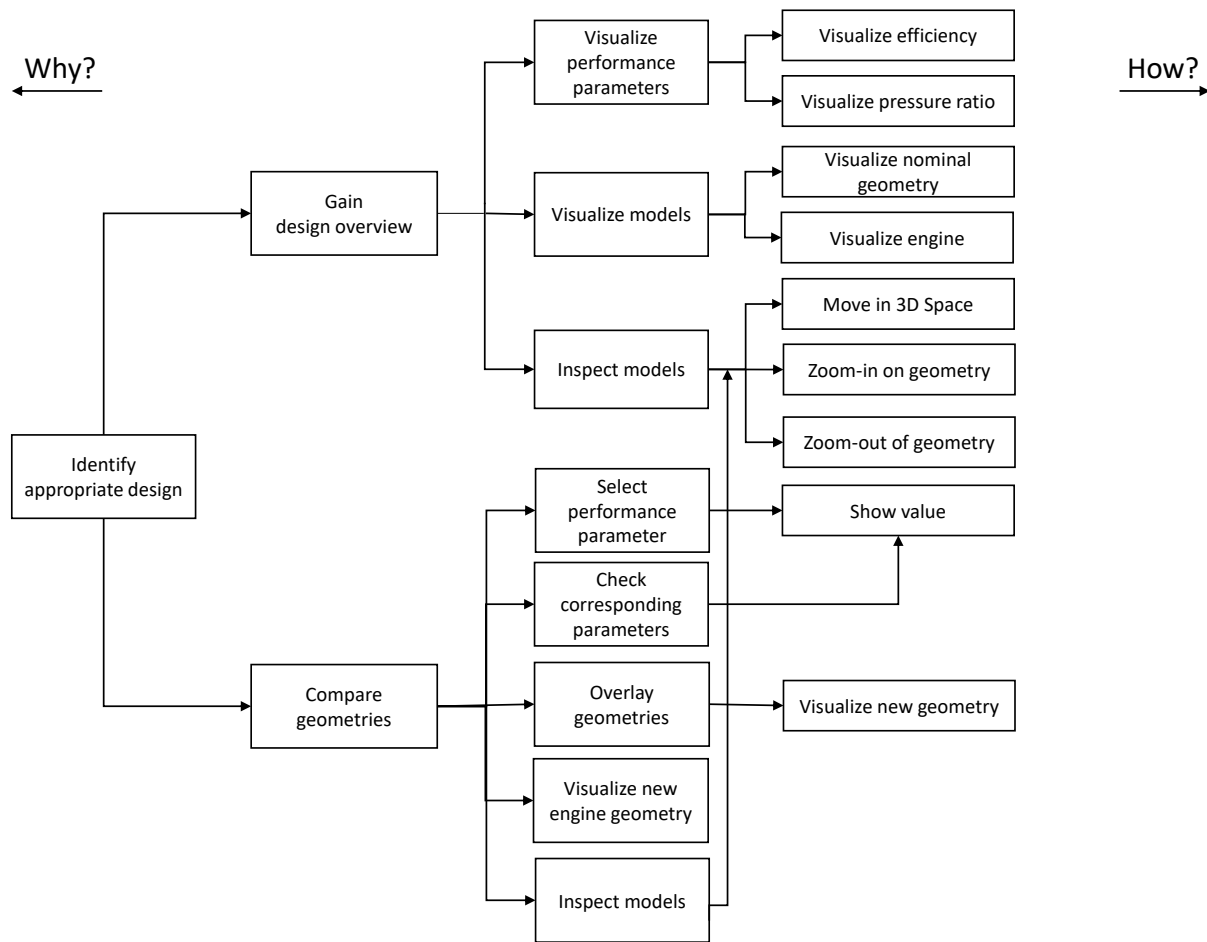 Why?
How?
Identify
appropriate design
Gain
design overview
Compare
geometries
Visualize
performance
parameters
Visualize models
Inspect models
Select
performance
parameter
Check
corresponding
parameters
Overlay
geometries
Visualize new
engine geometry
Inspect models
Visualize efficiency
Visualize pressure ratio
Visualize nominal
geometry
Visualize engine
Move in 3D Space
Zoom-in on geometry
Zoom-out of geometry
Show value
Visualize new geometry